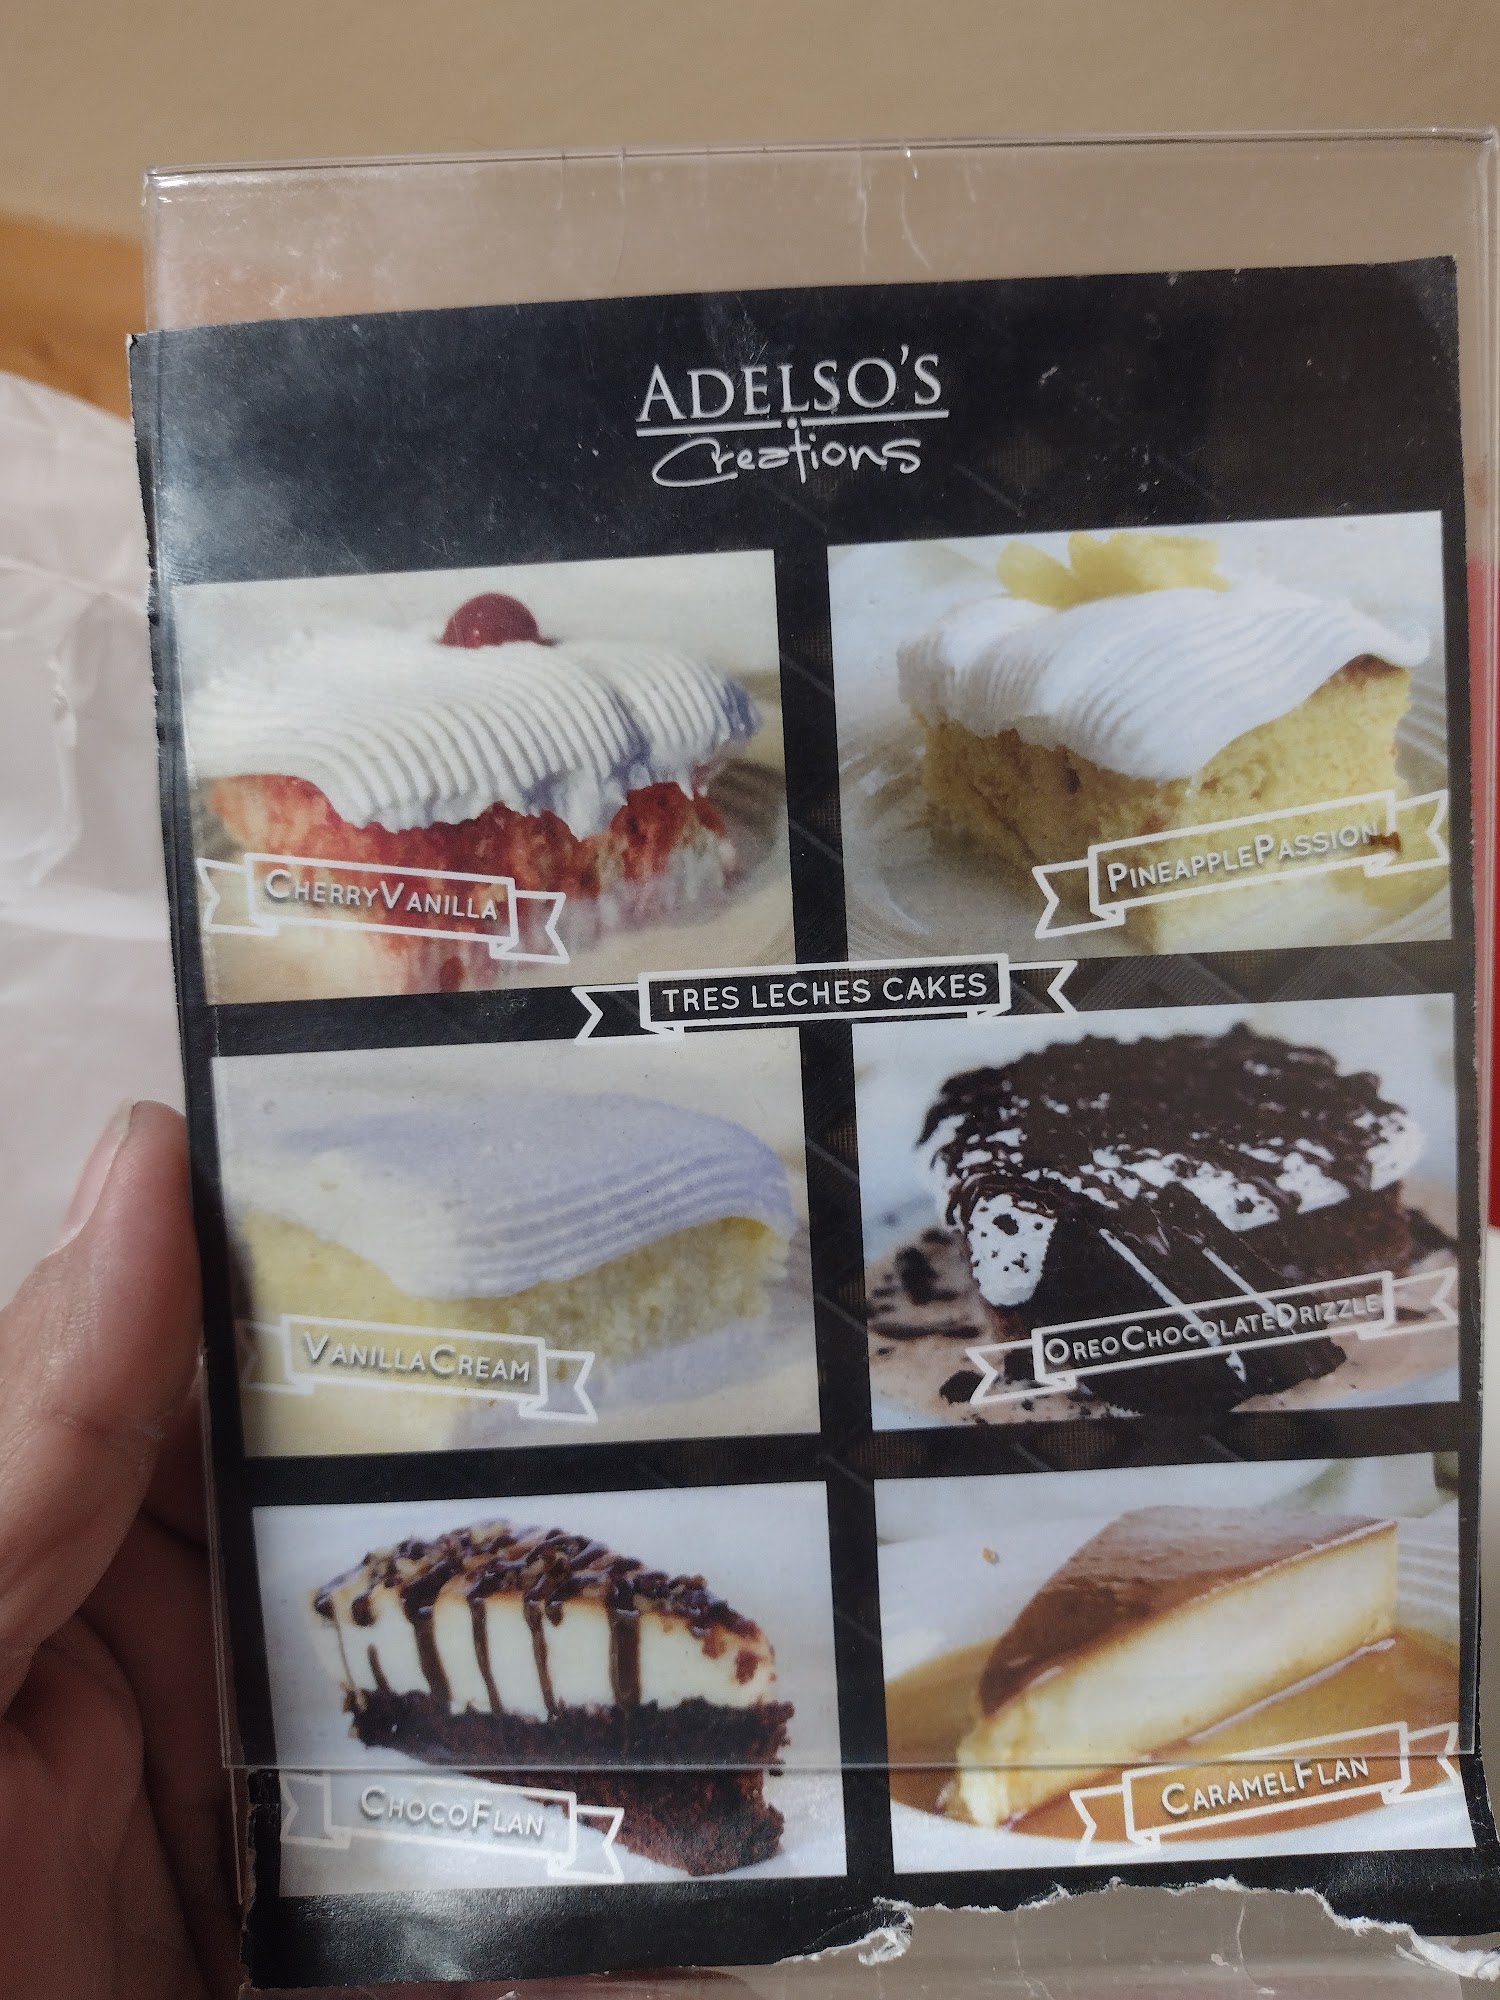 ADELSO'S
Creations
CHERRYVANILLA
PINEAPPLEPASSION
TRES LECHES CAKES
VANILLACREAM
OREOCHOCOLATEDRIZZLE
CHOCOFLAN
CARAMELFLAN